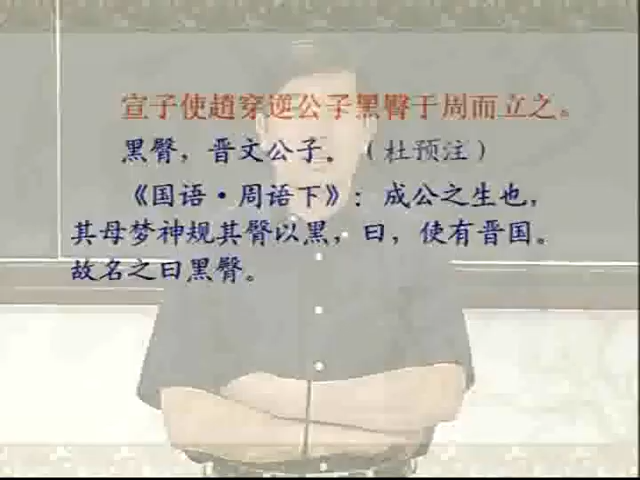 宣子使趙穿逆公子黑臀于周而立之。
黑臀，晋文公子。（杜预注）
《国语·周语下》：成公之生也，
其母梦神规其臀以黑，曰，使有晋国。
故名之曰黑臀。